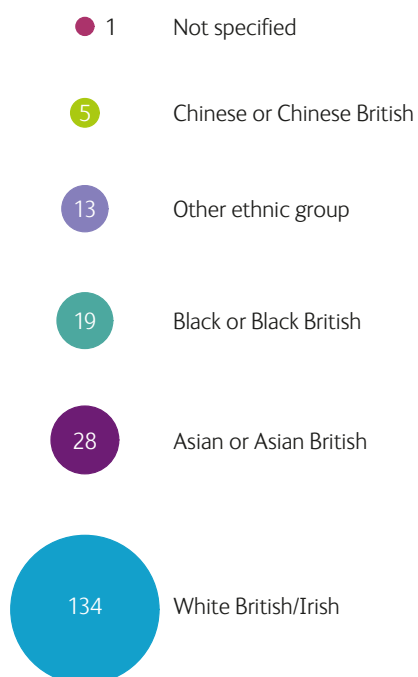 1 Not specified
5 Chinese or Chinese British
13 Other ethnic group
19 Black or Black British
28 Asian or Asian British
134 White British/Irish